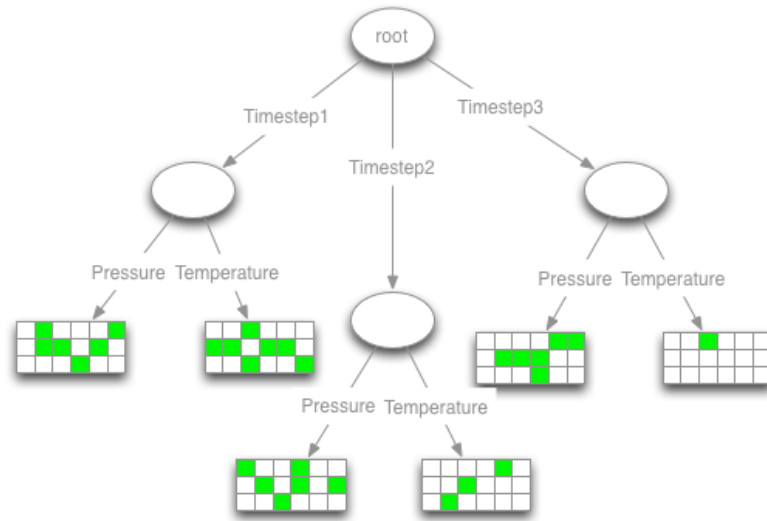 root
Timestep1
Timestep3
Timestep2
Pressure Temperature
Pressure Temperature
Pressure Temperature